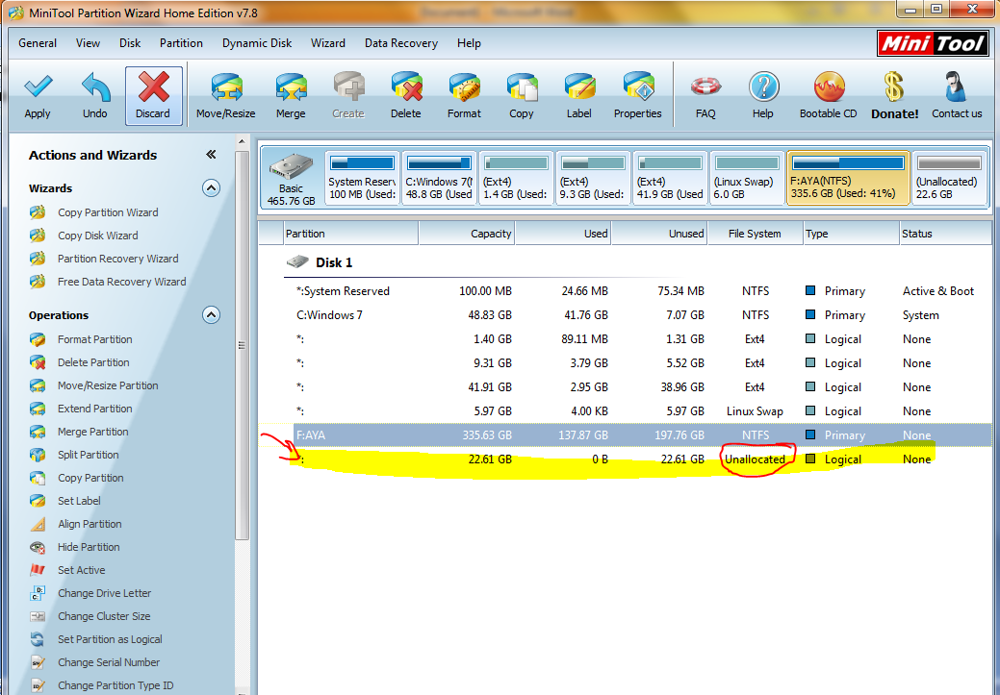 MiniTool Partition Wizard Home Edition v7.8
General View Disk Partition Dynamic Disk Wizard Data Recovery Help
Mini Tool
Apply Undo Discard Move/Resize Merge Create Delete Format Copy Label Properties FAQ Help Bootable CD Donate! Contact us
Actions and Wizards
Wizards
Copy Partition Wizard
Copy Disk Wizard
Partition Recovery Wizard
Free Data Recovery Wizard
Operations
Format Partition
Delete Partition
Move/Resize Partition
Extend Partition
Merge Partition
Split Partition
Copy Partition
Set Label
Align Partition
Hide Partition
Set Active
Change Drive Letter
Change Cluster Size
Set Partition as Logical
Change Serial Number
Change Partition Type ID
Basic
465.76 GB
System Reserv
100 MB (Used:
C:Windows 7(N
48.8 GB (Used
(Ext4)
1.4 GB (Used:
(Ext4)
9.3 GB (Used:
(Ext4)
41.9 GB (Used
(Linux Swap)
6.0 GB
F:AYA(NTFS)
335.6 GB (Used: 41%)
(Unallocated)
22.6 GB
Partition Capacity Used Unused File System Type Status
Disk 1
*:System Reserved 100.00 MB 24.66 MB 75.34 MB NTFS Primary Active & Boot
C:Windows 7 48.83 GB 41.76 GB 7.07 GB NTFS Primary System
*: 1.40 GB 89.11 MB 1.31 GB Ext4 Logical None
*: 9.31 GB 3.79 GB 5.52 GB Ext4 Logical None
*: 41.91 GB 2.95 GB 38.96 GB Ext4 Logical None
*: 5.97 GB 4.00 KB 5.97 GB Linux Swap Logical None
F:AYA 335.63 GB 137.87 GB 197.76 GB NTFS Primary None
*: 22.61 GB 0 B 22.61 GB Unallocated Logical None